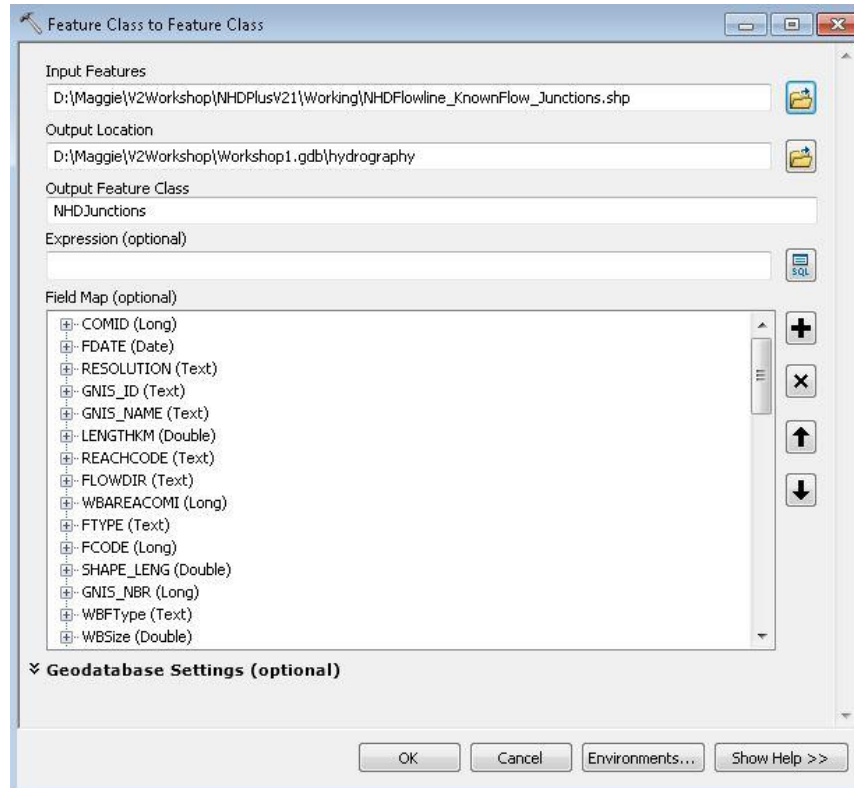 Feature Class to Feature Class
Input Features
D:\Maggie\V2Workshop\NHDPlusV21\Working\NHDFlowline_KnownFlow_Junctions.shp
Output Location
D:\Maggie\V2Workshop\Workshop1.gdb\hydrography
Output Feature Class
NHDJunctions
Expression (optional)
SQL
Field Map (optional)
COMID (Long)
FDATE (Date)
RESOLUTION (Text)
GNIS_ID (Text)
GNIS_NAME (Text)
LENGTHKM (Double)
REACHCODE (Text)
FLOWDIR (Text)
WBAREACOMI (Long)
FTYPE (Text)
FCODE (Long)
SHAPE_LENG (Double)
GNIS_NBR (Long)
WBFType (Text)
WBSize (Double)
Geodatabase Settings (optional)
OK Cancel Environments... Show Help >>